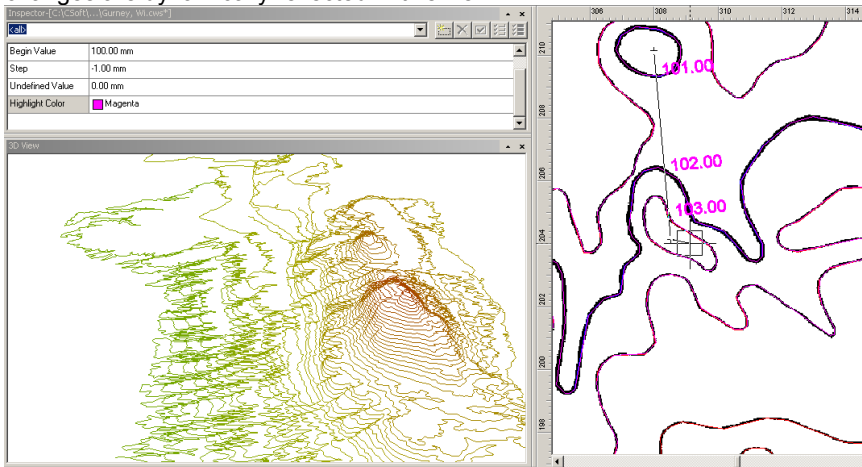 Inspector-[C:\CSoft\...\Gurney, Wi.cws*]
<all>
Begin Value 100.00 mm
Step -1.00 mm
Undefined Value 0.00 mm
Highlight Color Magenta
3D View
306 308 310 312 314
210
208
206
204
202
200
198
101.00
102.00
103.00